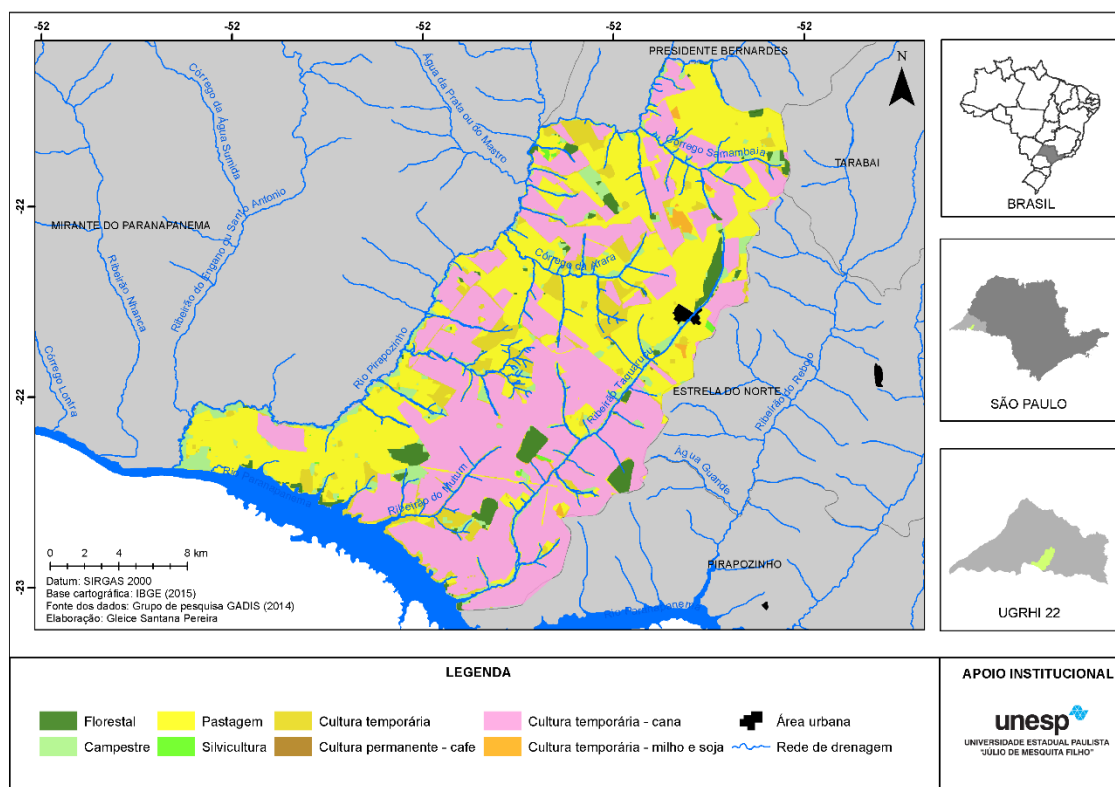 -52 -52 -52 -52 -52
PRESIDENTE BERNARDES
N
Córrego da Água Sumida
Água da Prata ou do Mastro
Córrego Samambaia
TARABAI
BRASIL
-22
MIRANTE DO PARANAPANEMA
Ribeirão do Engano ou Santo Antonio
Ribeirão Nhanca
Córrego da Arara
Rio Pirapozinho
Córrego Lontra
Ribeirão Taquaruçu
ESTRELA DO NORTE
Ribeirão do Rebojo
SÃO PAULO
-22
Água Guande
Rio Paranapanema
Ribeirão do Mutum
0 2 4 8 km
PIRAPOZINHO
-23
Datum: SIRGAS 2000
Base cartográfica: IBGE (2015)
Fonte dos dados: Grupo de pesquisa GADIS (2014)
Elaboração: Gleice Santana Pereira
Rio Paranapanema
UGRHI 22
LEGENDA
Florestal
Pastagem
Cultura temporária
Cultura temporária - cana
Área urbana
Campestre
Silvicultura
Cultura permanente - cafe
Cultura temporária - milho e soja
Rede de drenagem
APOIO INSTITUCIONAL
unesp
UNIVERSIDADE ESTADUAL PAULISTA
"JÚLIO DE MESQUITA FILHO"